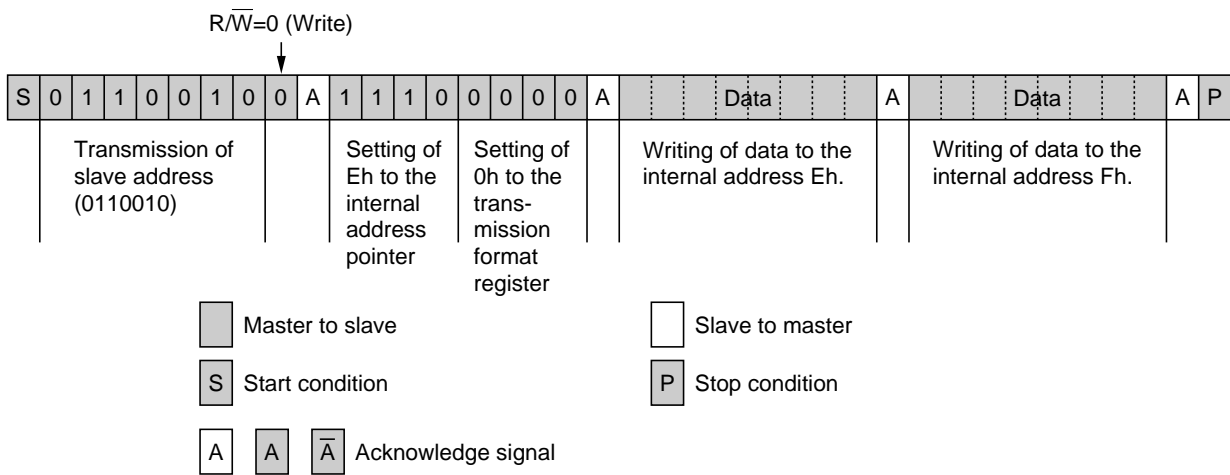 R/W̅=0 (Write)
S 0 1 1 0 0 1 0 0 A 1 1 1 0 0 0 0 0 A Data A Data A P
Transmission of
slave address
(0110010)
Setting of
Eh to the
internal
address
pointer
Setting of
0h to the
trans-
mission
format
register
Writing of data to the
internal address Eh.
Writing of data to the
internal address Fh.
Master to slave
Slave to master
S Start condition
P Stop condition
A A A̅ Acknowledge signal